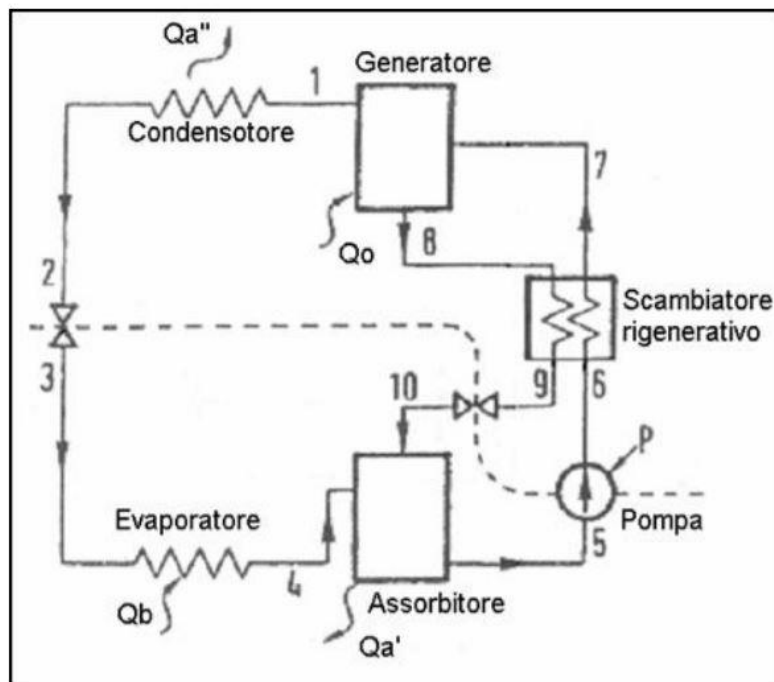 Qa"
Generatore
1
Condensotore
7
Qo
8
2
Scambiatore
rigenerativo
3
10
9
6
P
Evaporatore
Pompa
5
4
Qb
Assorbitore
Qa'